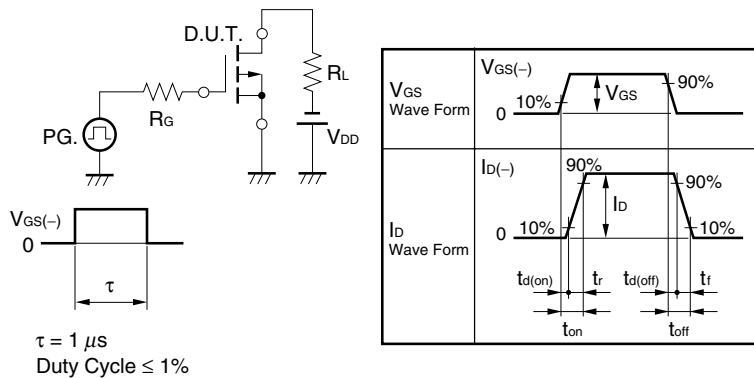 D.U.T.
RL
RG
PG.
VDD
VGS(−)
0
τ
τ = 1 μs
Duty Cycle ≤ 1%
VGS
Wave Form
VGS(−)
10%
0
VGS
90%
ID
Wave Form
ID(−)
90%
90%
ID
10%
10%
0
td(on)
tr
td(off)
tf
ton
toff